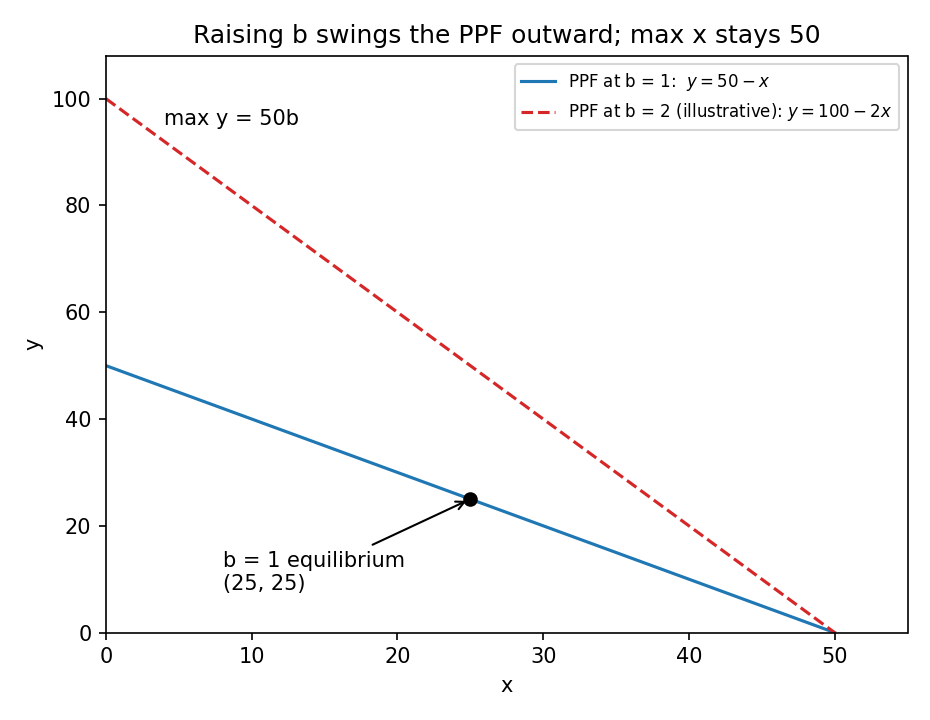 Raising b swings the PPF outward; max x stays 50
PPF at b = 1: y = 50 − x
PPF at b = 2 (illustrative): y = 100 − 2x
max y = 50b
b = 1 equilibrium
(25, 25)
y
100
80
60
40
20
0
0 10 20 30 40 50
x